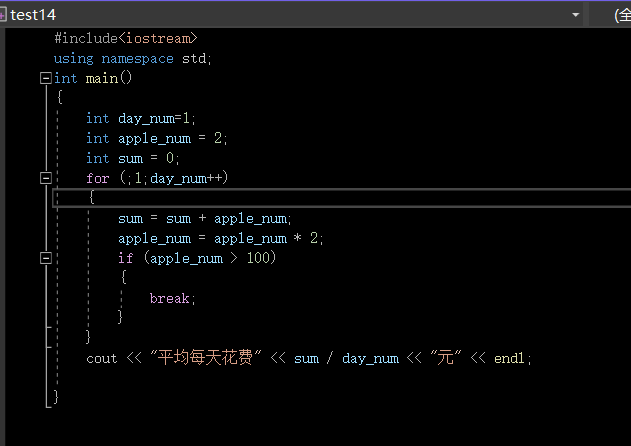 test14
(全
#include<iostream>
using namespace std;
int main()
{
int day_num=1;
int apple_num = 2;
int sum = 0;
for (;1;day_num++)
{
sum = sum + apple_num;
apple_num = apple_num * 2;
if (apple_num > 100)
{
break;
}
}
cout << "平均每天花费" << sum / day_num << "元" << endl;
}